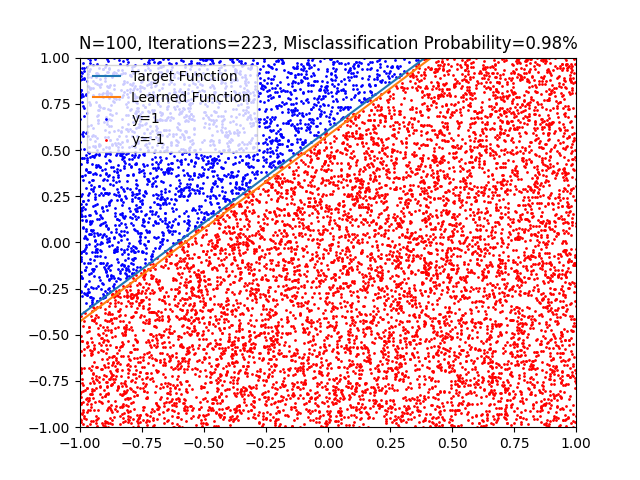 N=100, Iterations=223, Misclassification Probability=0.98%
1.00
Target Function
Learned Function
0.75
y=1
y=-1
0.50
0.25
0.00
−0.25
−0.50
−0.75
−1.00
−1.00 −0.75 −0.50 −0.25 0.00 0.25 0.50 0.75 1.00